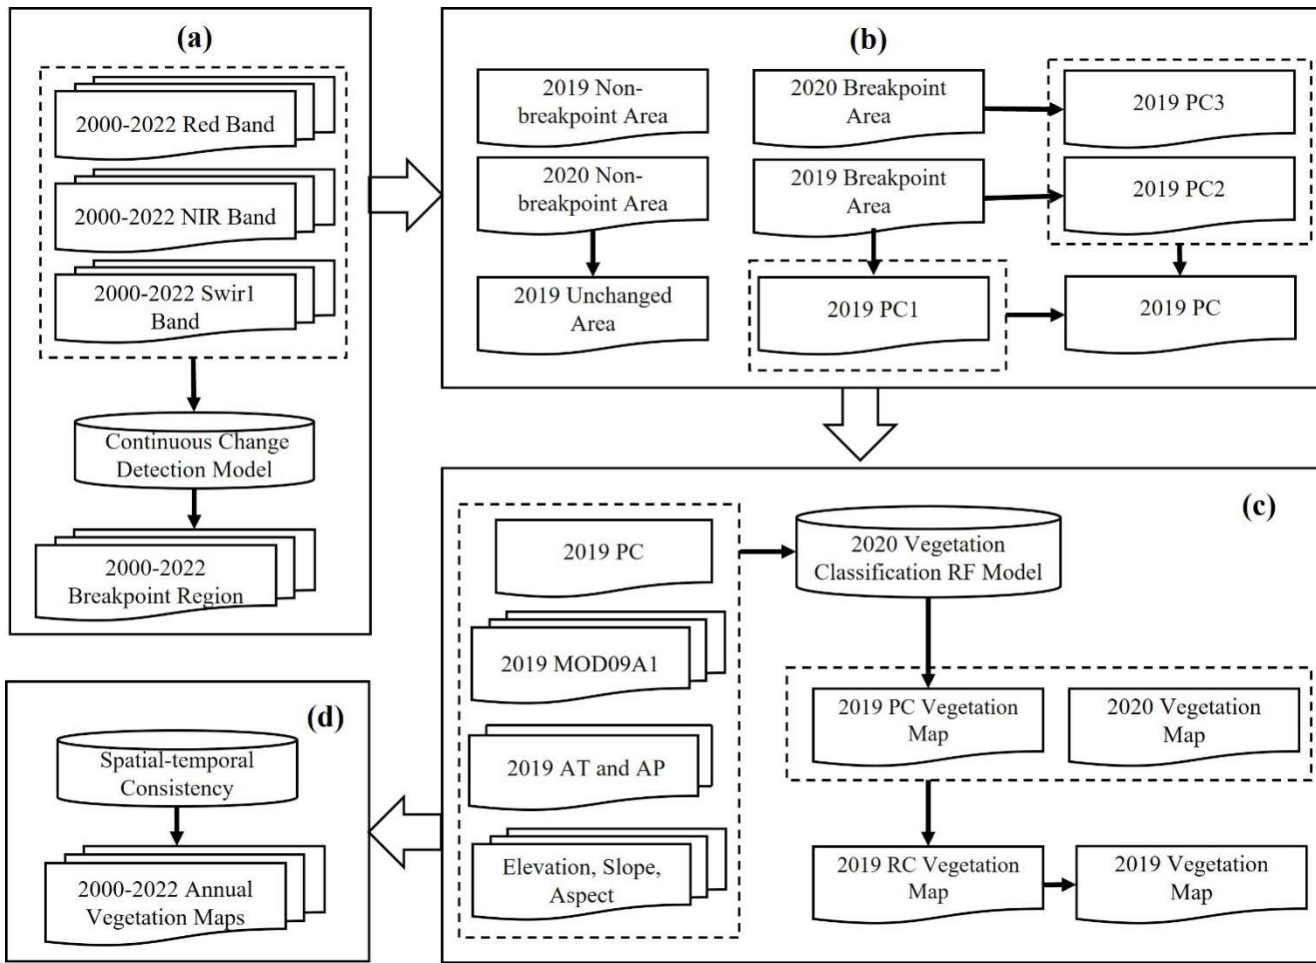 (a)
2000-2022 Red Band
2000-2022 NIR Band
2000-2022 Swir1
Band
Continuous Change
Detection Model
2000-2022
Breakpoint Region
(b)
2019 Non-
breakpoint Area
2020 Non-
breakpoint Area
2019 Unchanged
Area
2020 Breakpoint
Area
2019 Breakpoint
Area
2019 PC1
2019 PC3
2019 PC2
2019 PC
(c)
2019 PC
2019 MOD09A1
2019 AT and AP
Elevation, Slope,
Aspect
2020 Vegetation
Classification RF Model
2019 PC Vegetation
Map
2020 Vegetation
Map
2019 RC Vegetation
Map
2019 Vegetation
Map
(d)
Spatial-temporal
Consistency
2000-2022 Annual
Vegetation Maps